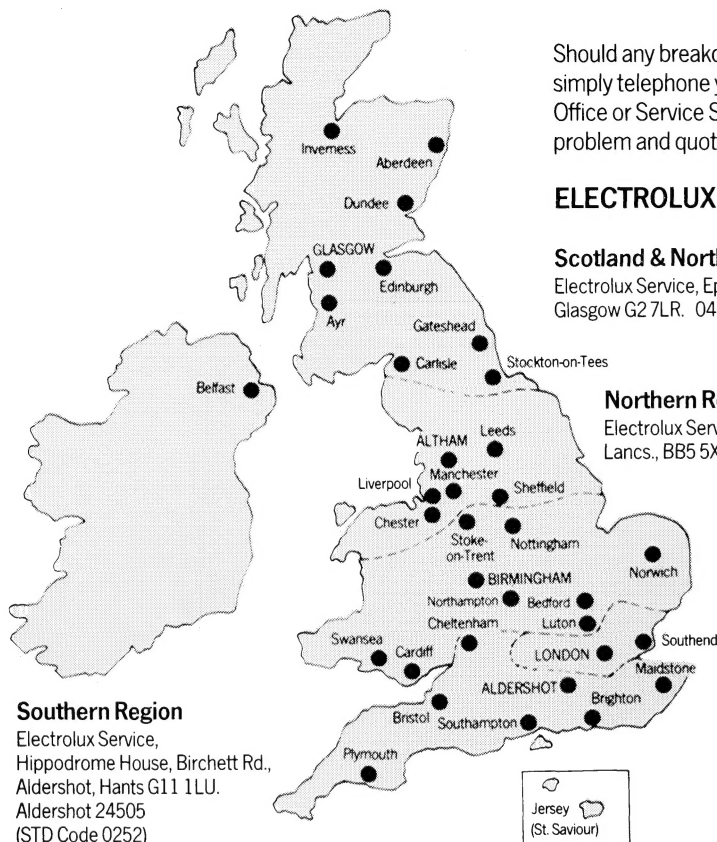 Should any breakd
simply telephone y
Office or Service S
problem and quot
ELECTROLUX
Scotland & North
Electrolux Service, Ep
Glasgow G2 7LR. 04
Northern Re
Electrolux Serv
Lancs., BB5 5X
Inverness
Aberdeen
Dundee
GLASGOW
Edinburgh
Ayr
Gateshead
Carlisle
Stockton-on-Tees
Belfast
ALTHAM
Leeds
Liverpool
Manchester
Sheffield
Chester
Stoke-
on-Trent
Nottingham
BIRMINGHAM
Norwich
Northampton
Bedford
Cheltenham
Luton
Swansea
Cardiff
LONDON
Southend
Maidstone
ALDERSHOT
Bristol
Southampton
Brighton
Plymouth
Southern Region
Electrolux Service,
Hippodrome House, Birchett Rd.,
Aldershot, Hants G11 1LU.
Aldershot 24505
(STD Code 0252)
Jersey
(St. Saviour)